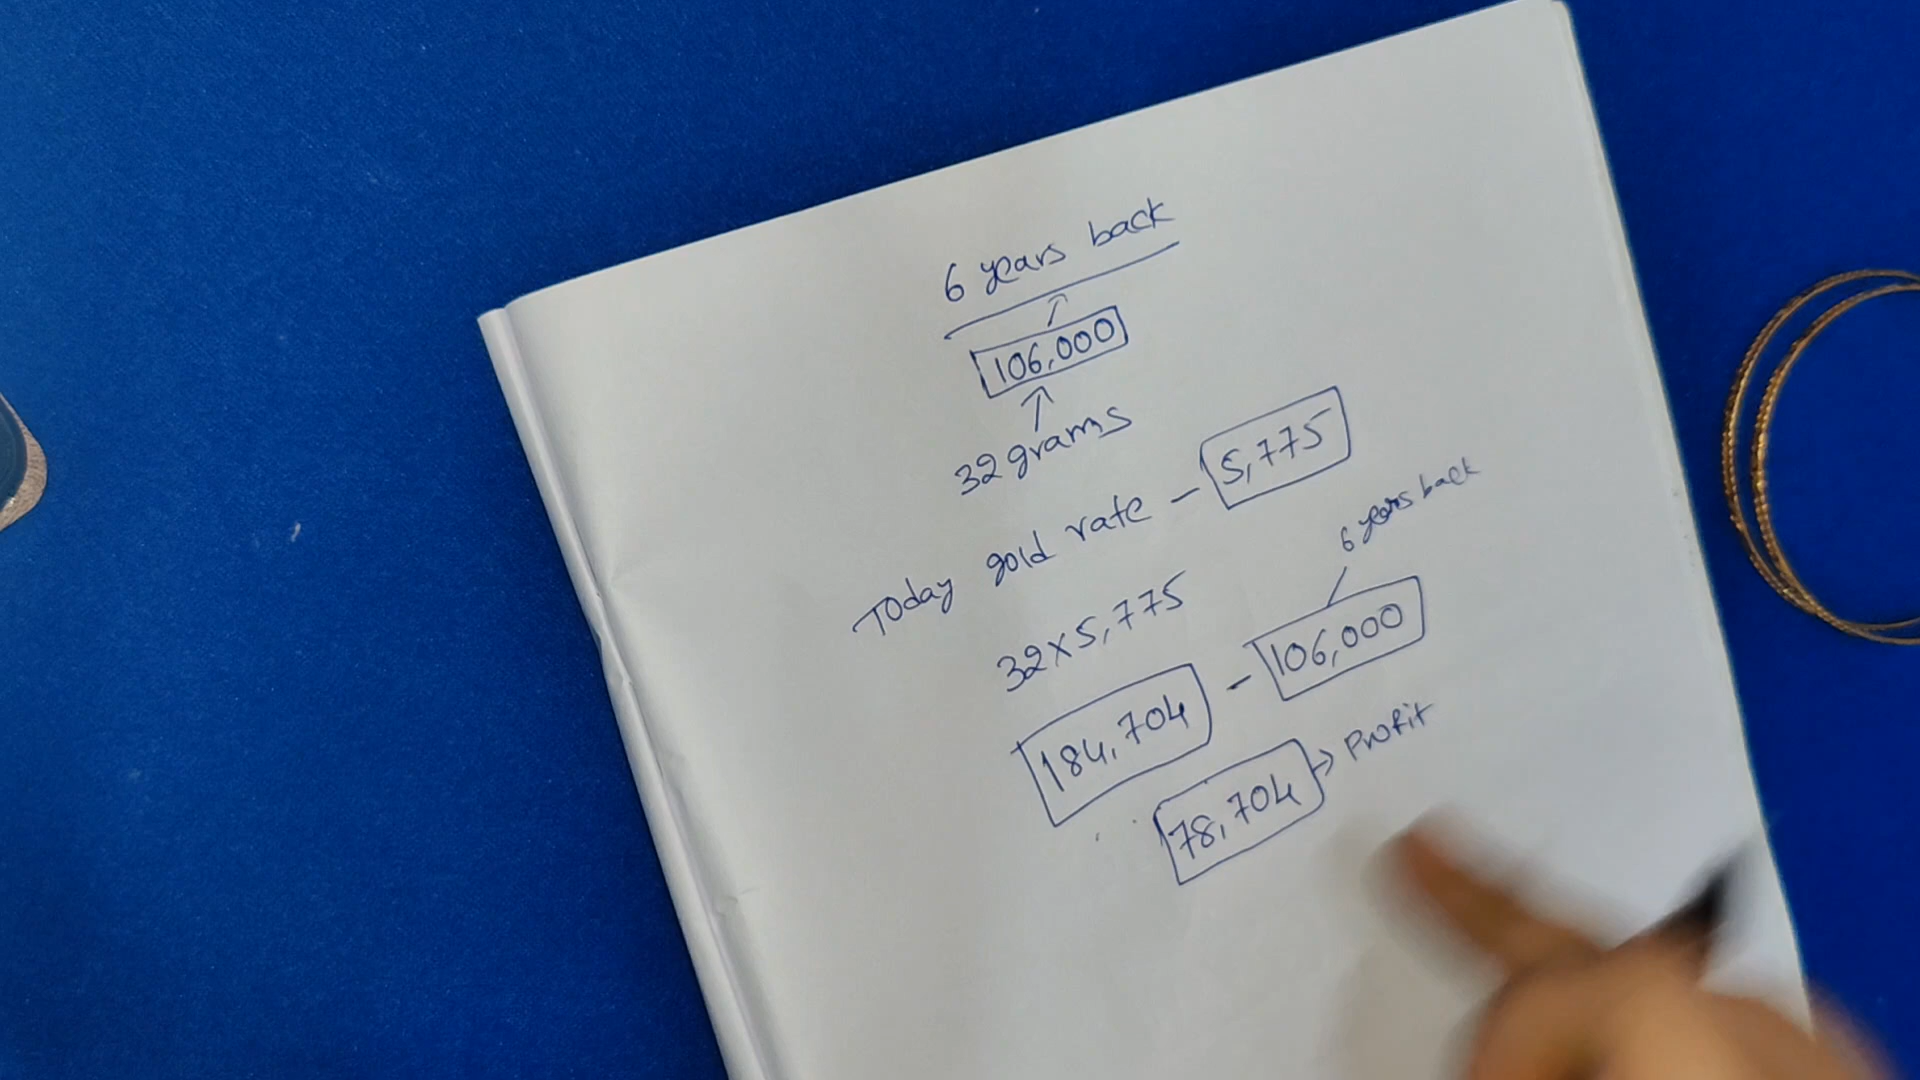 6 years back
106,000
32 grams
Today gold rate - 5,775
6 years back
32 x 5,775
184,704 - 106,000
78,704 → Profit